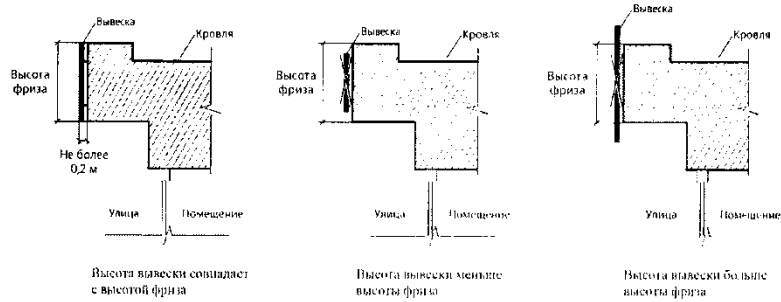 Вывеска
Кровля
Высота
фриза
Не более
0,2 м
Улица
Помещение
Высота вывески совпадает
с высотой фриза
Вывеска
Кровля
Высота
фриза
Улица
Помещение
Высота вывески меньше
высоты фриза
Вывеска
Кровля
Высота
фриза
Улица
Помещение
Высота вывески больше
высоты фриза